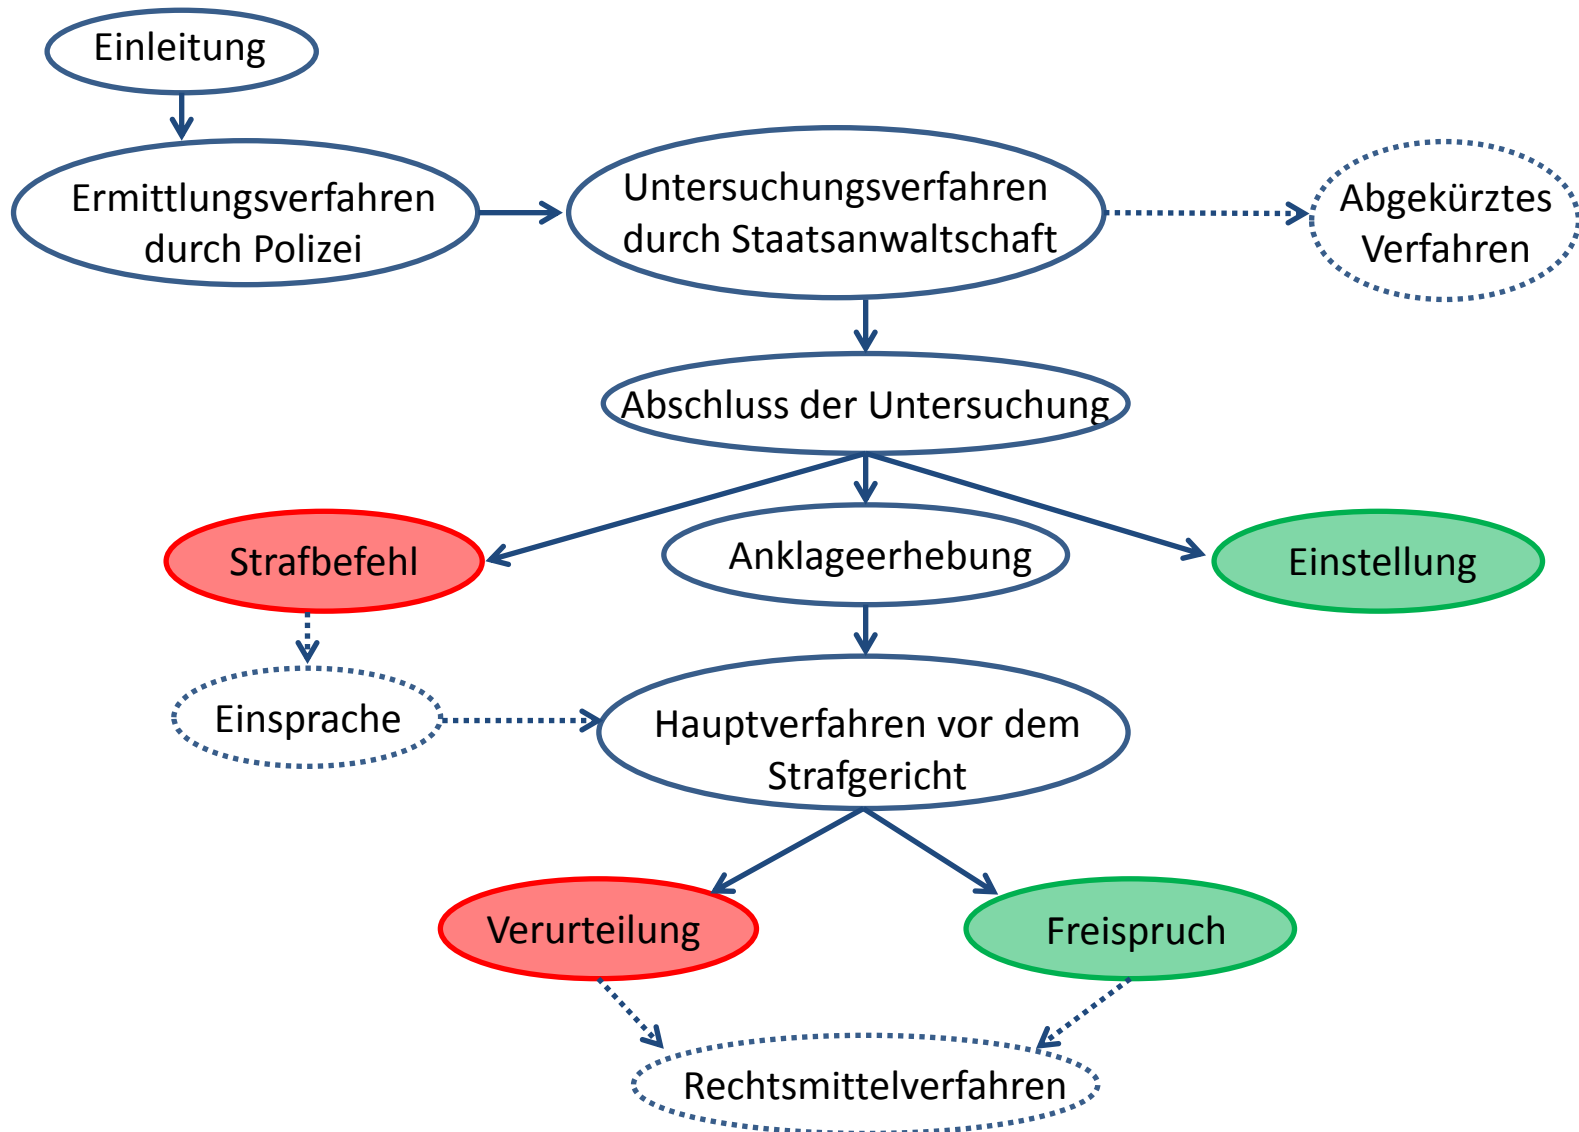 Einleitung
Ermittlungsverfahren
durch Polizei
Untersuchungsverfahren
durch Staatsanwaltschaft
Abgekürztes
Verfahren
Abschluss der Untersuchung
Strafbefehl
Anklageerhebung
Einstellung
Einsprache
Hauptverfahren vor dem
Strafgericht
Verurteilung
Freispruch
Rechtsmittelverfahren